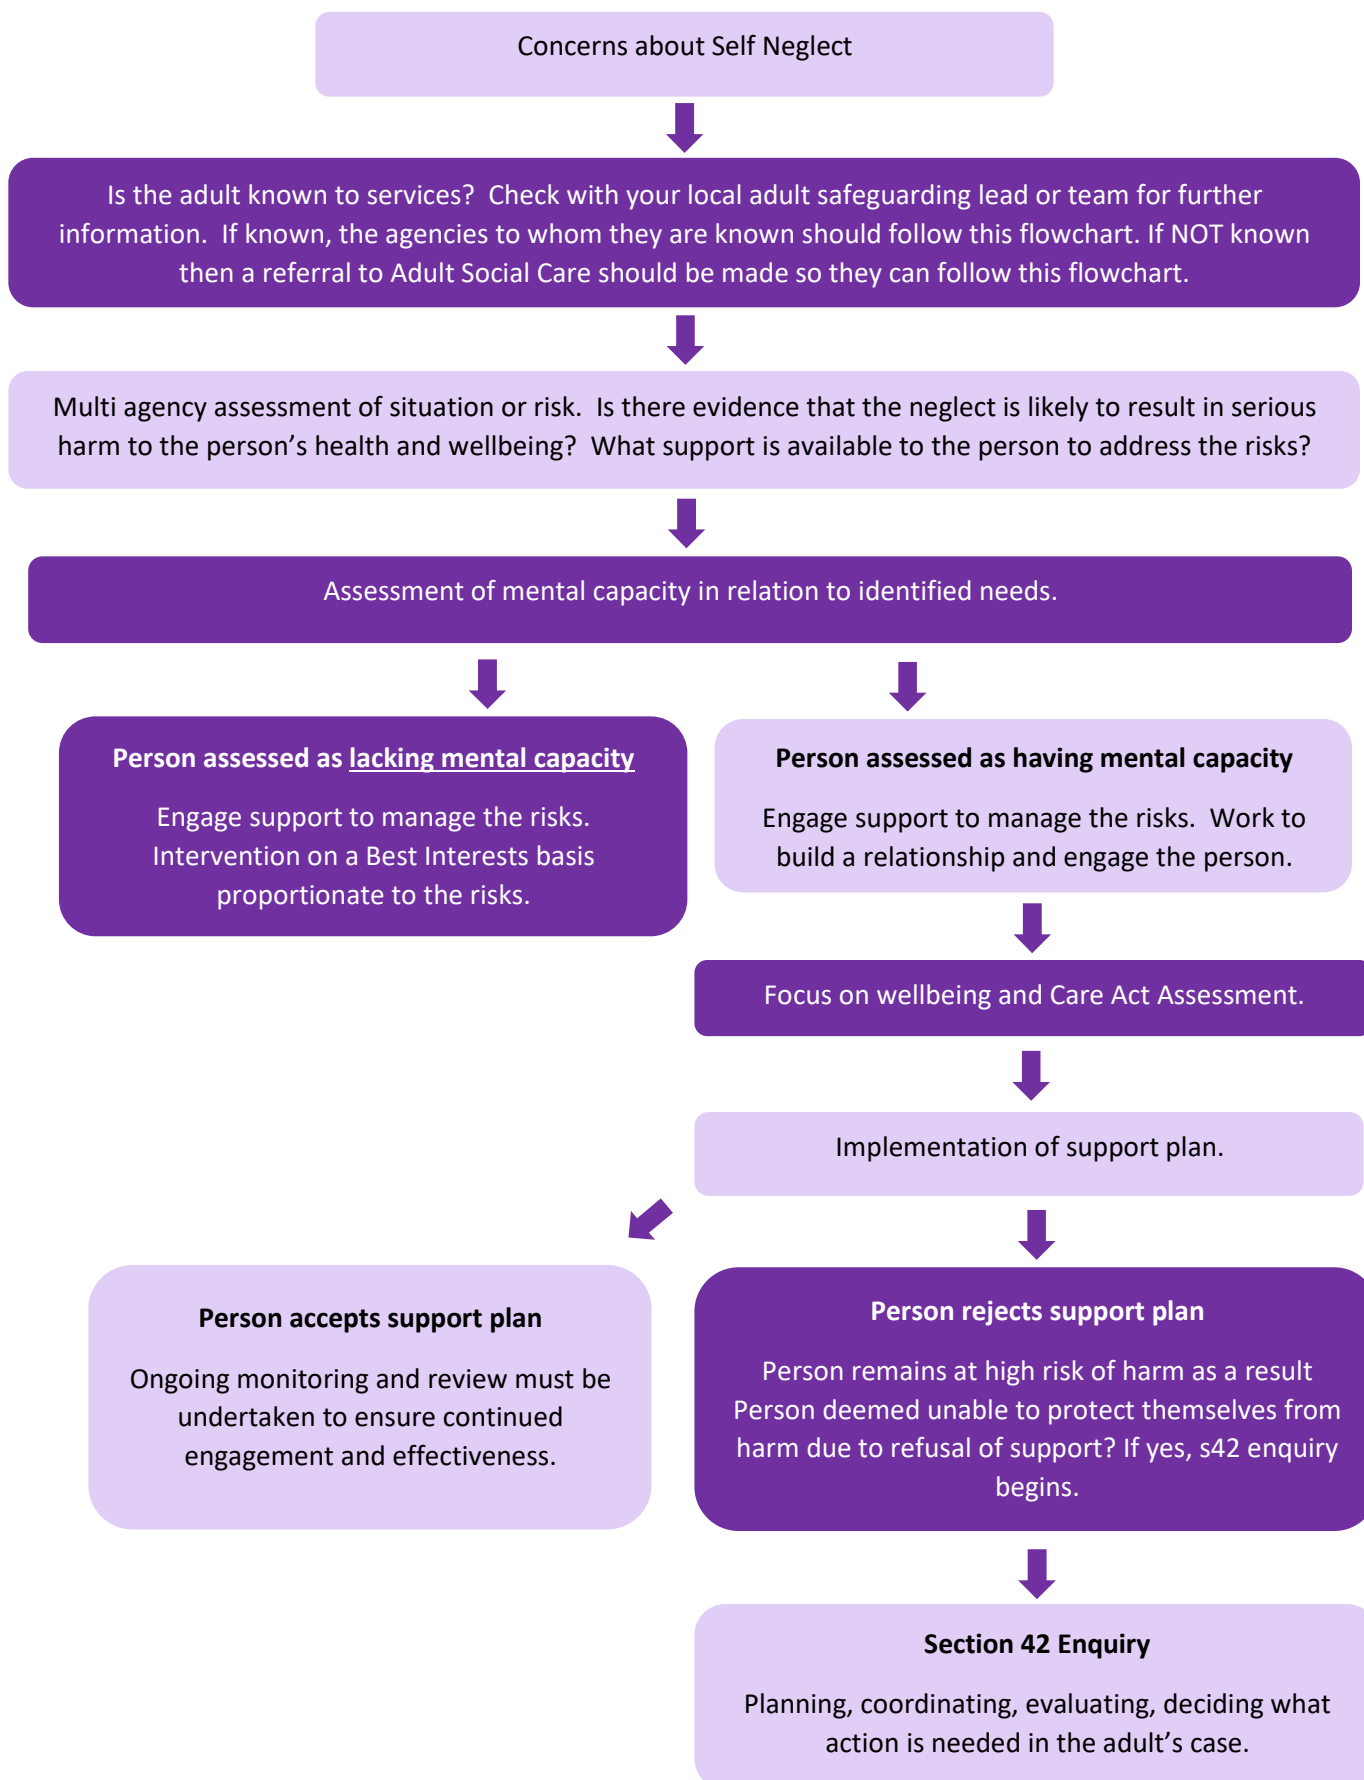 Concerns about Self Neglect
Is the adult known to services?  Check with your local adult safeguarding lead or team for further
information.  If known, the agencies to whom they are known should follow this flowchart. If NOT known
then a referral to Adult Social Care should be made so they can follow this flowchart.
Multi agency assessment of situation or risk.  Is there evidence that the neglect is likely to result in serious
harm to the person’s health and wellbeing?  What support is available to the person to address the risks?
Assessment of mental capacity in relation to identified needs.
Person assessed as lacking mental capacity
Engage support to manage the risks.
Intervention on a Best Interests basis
proportionate to the risks.
Person assessed as having mental capacity
Engage support to manage the risks.  Work to
build a relationship and engage the person.
Focus on wellbeing and Care Act Assessment.
Implementation of support plan.
Person accepts support plan
Ongoing monitoring and review must be
undertaken to ensure continued
engagement and effectiveness.
Person rejects support plan
Person remains at high risk of harm as a result
Person deemed unable to protect themselves from
harm due to refusal of support? If yes, s42 enquiry
begins.
Section 42 Enquiry
Planning, coordinating, evaluating, deciding what
action is needed in the adult’s case.